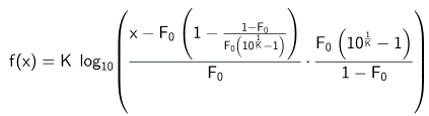 f(x) = K log₁₀( (x − F₀(1 − (1−F₀)/(F₀(10^(1/K)−1))))/F₀ · F₀(10^(1/K) − 1)/(1 − F₀) )